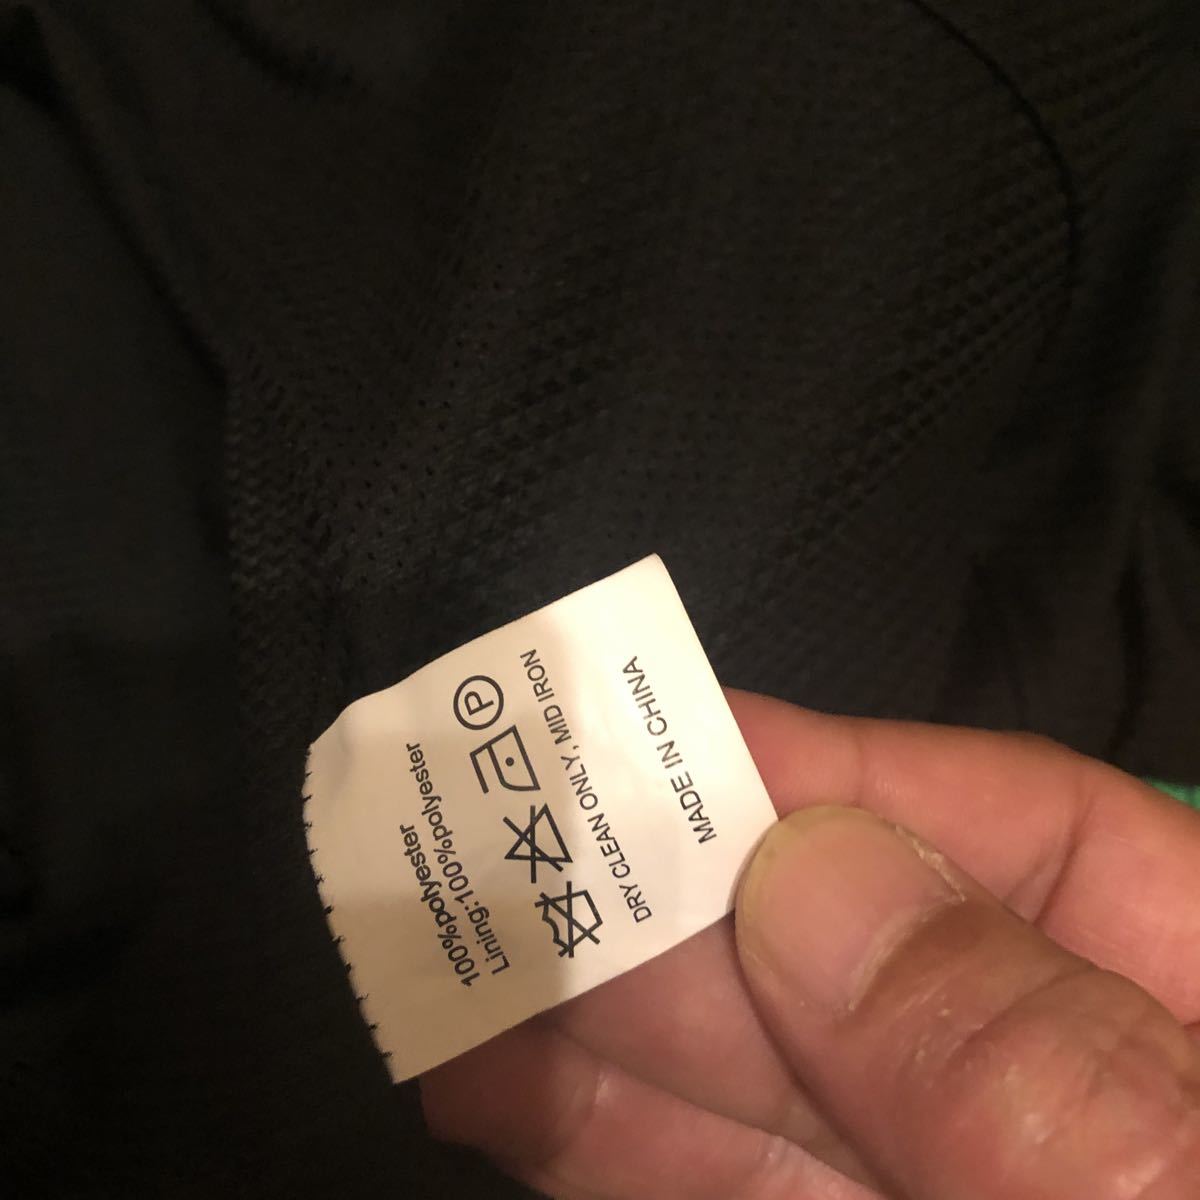 100%polyester
Lining:100%polyester
P
DRY CLEAN ONLY, MID IRON
MADE IN CHINA